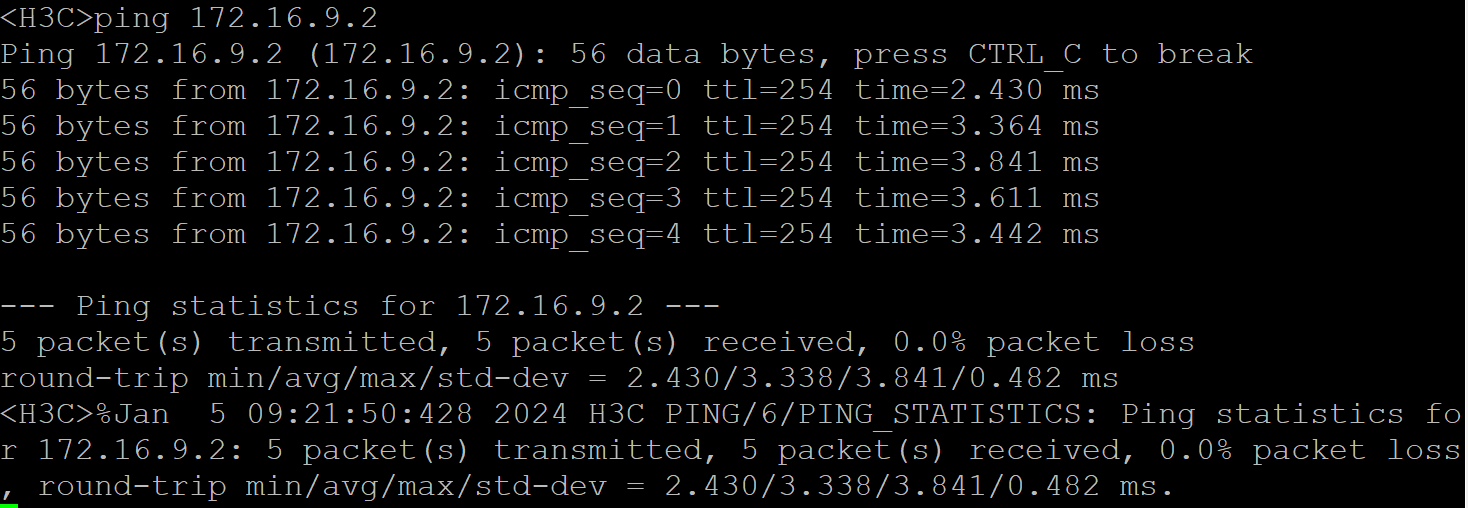 <H3C>ping 172.16.9.2
Ping 172.16.9.2 (172.16.9.2): 56 data bytes, press CTRL_C to break
56 bytes from 172.16.9.2: icmp_seq=0 ttl=254 time=2.430 ms
56 bytes from 172.16.9.2: icmp_seq=1 ttl=254 time=3.364 ms
56 bytes from 172.16.9.2: icmp_seq=2 ttl=254 time=3.841 ms
56 bytes from 172.16.9.2: icmp_seq=3 ttl=254 time=3.611 ms
56 bytes from 172.16.9.2: icmp_seq=4 ttl=254 time=3.442 ms

--- Ping statistics for 172.16.9.2 ---
5 packet(s) transmitted, 5 packet(s) received, 0.0% packet loss
round-trip min/avg/max/std-dev = 2.430/3.338/3.841/0.482 ms
<H3C>%Jan  5 09:21:50:428 2024 H3C PING/6/PING_STATISTICS: Ping statistics fo
r 172.16.9.2: 5 packet(s) transmitted, 5 packet(s) received, 0.0% packet loss
, round-trip min/avg/max/std-dev = 2.430/3.338/3.841/0.482 ms.